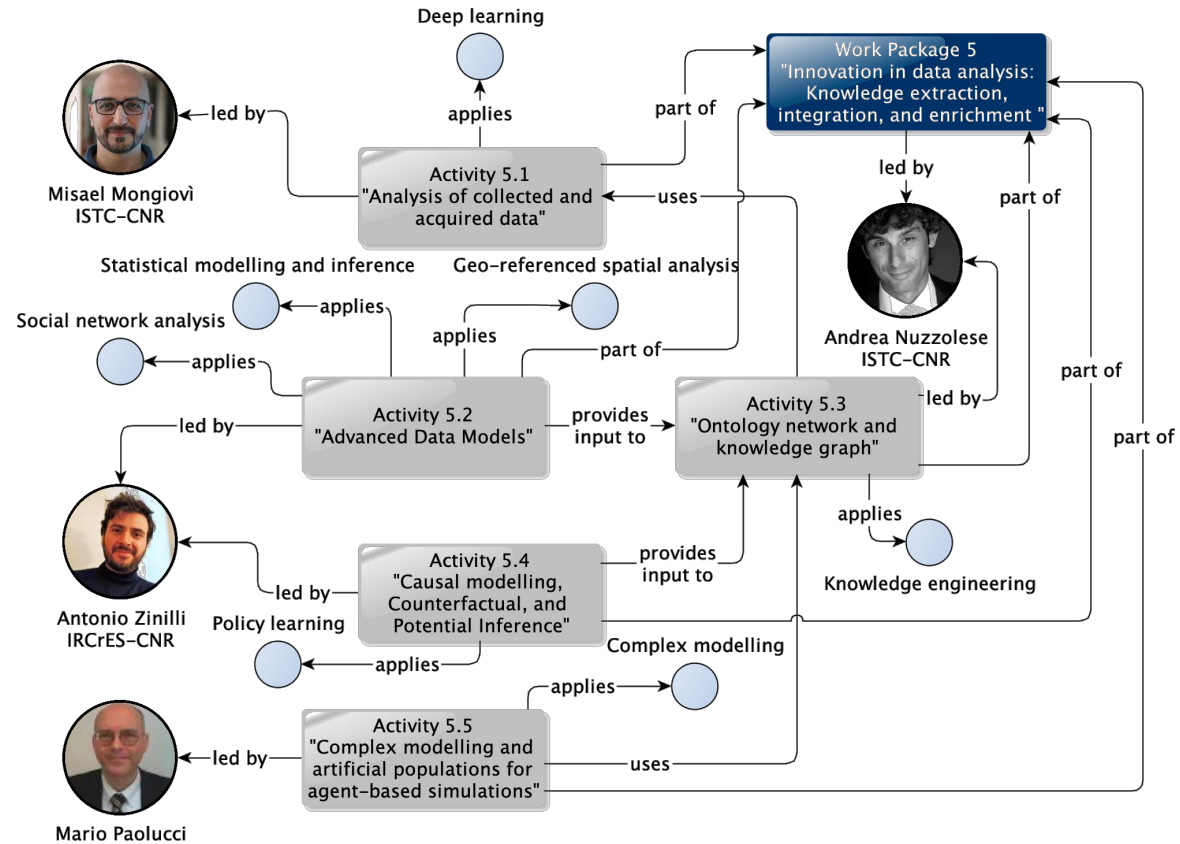 Deep learning
Work Package 5
"Innovation in data analysis:
Knowledge extraction,
integration, and enrichment "
led by
applies
part of
led by
Misael Mongiovì
ISTC-CNR
Activity 5.1
"Analysis of collected and
acquired data"
uses
part of
Statistical modelling and inference
Geo-referenced spatial analysis
applies
Social network analysis
applies
applies
part of
Andrea Nuzzolese
ISTC-CNR
part of
led by
Activity 5.2
"Advanced Data Models"
led by
provides
input to
Activity 5.3
"Ontology network and
knowledge graph"
part of
applies
Knowledge engineering
Antonio Zinilli
IRCrES-CNR
led by
Activity 5.4
"Causal modelling,
Counterfactual, and
Potential Inference"
provides
input to
Policy learning
applies
Complex modelling
applies
Activity 5.5
"Complex modelling and
artificial populations for
agent-based simulations"
led by
uses
Mario Paolucci